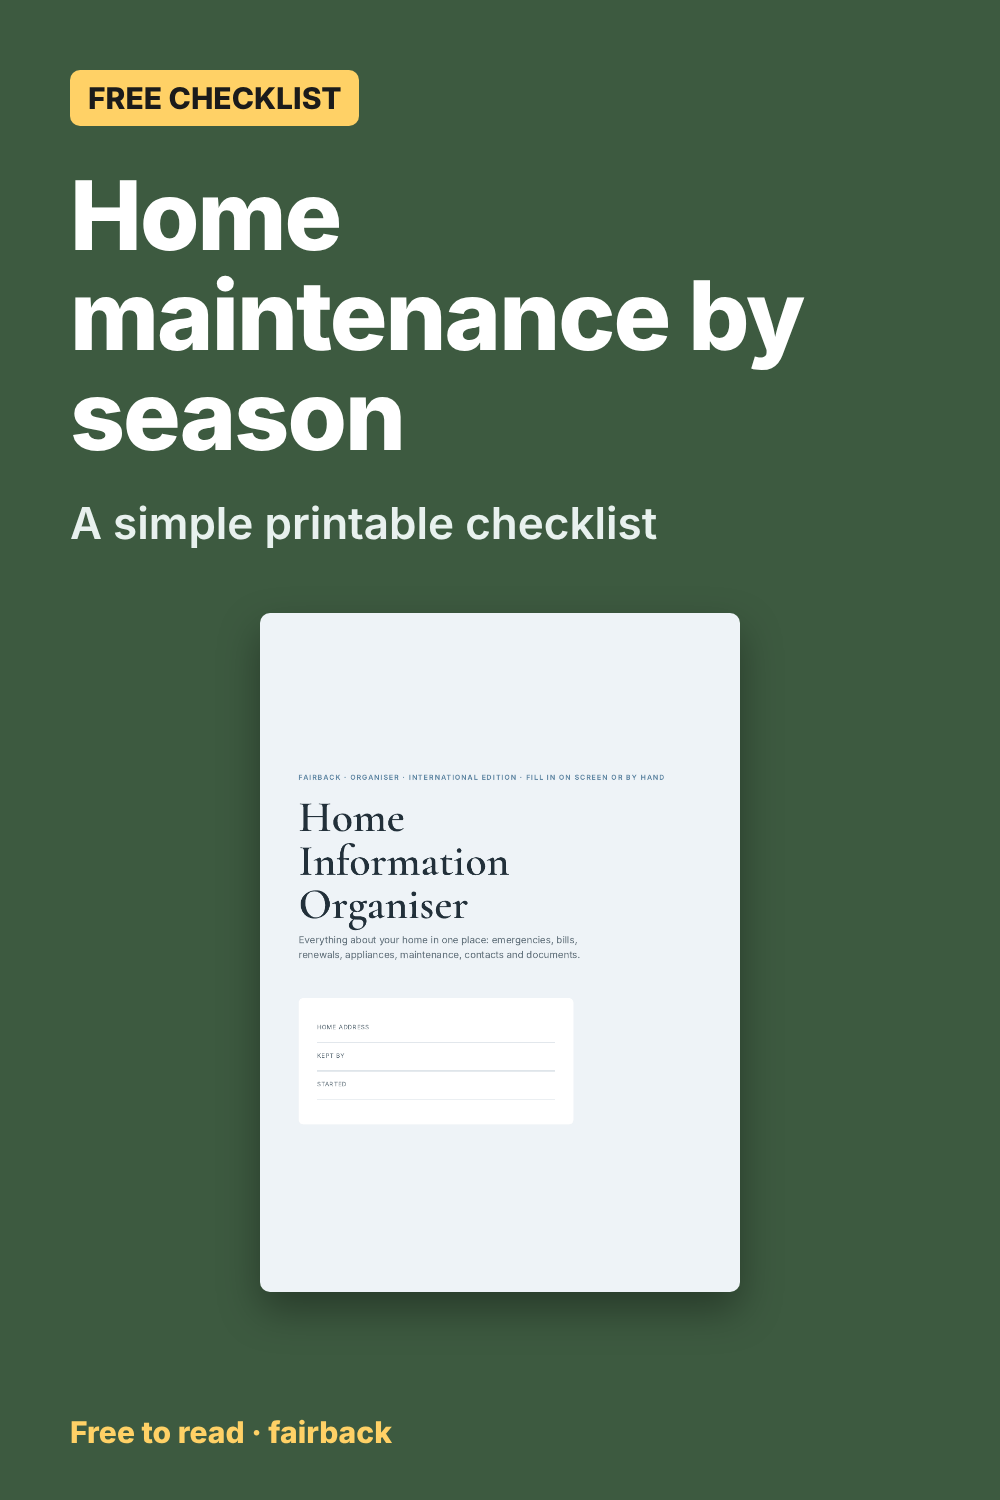 FREE CHECKLIST
Home
maintenance by
season
A simple printable checklist
FAIRBACK · ORGANISER · INTERNATIONAL EDITION · FILL IN ON SCREEN OR BY HAND
Home
Information
Organiser
Everything about your home in one place: emergencies, bills,
renewals, appliances, maintenance, contacts and documents.
HOME ADDRESS
KEPT BY
STARTED
Free to read · fairback